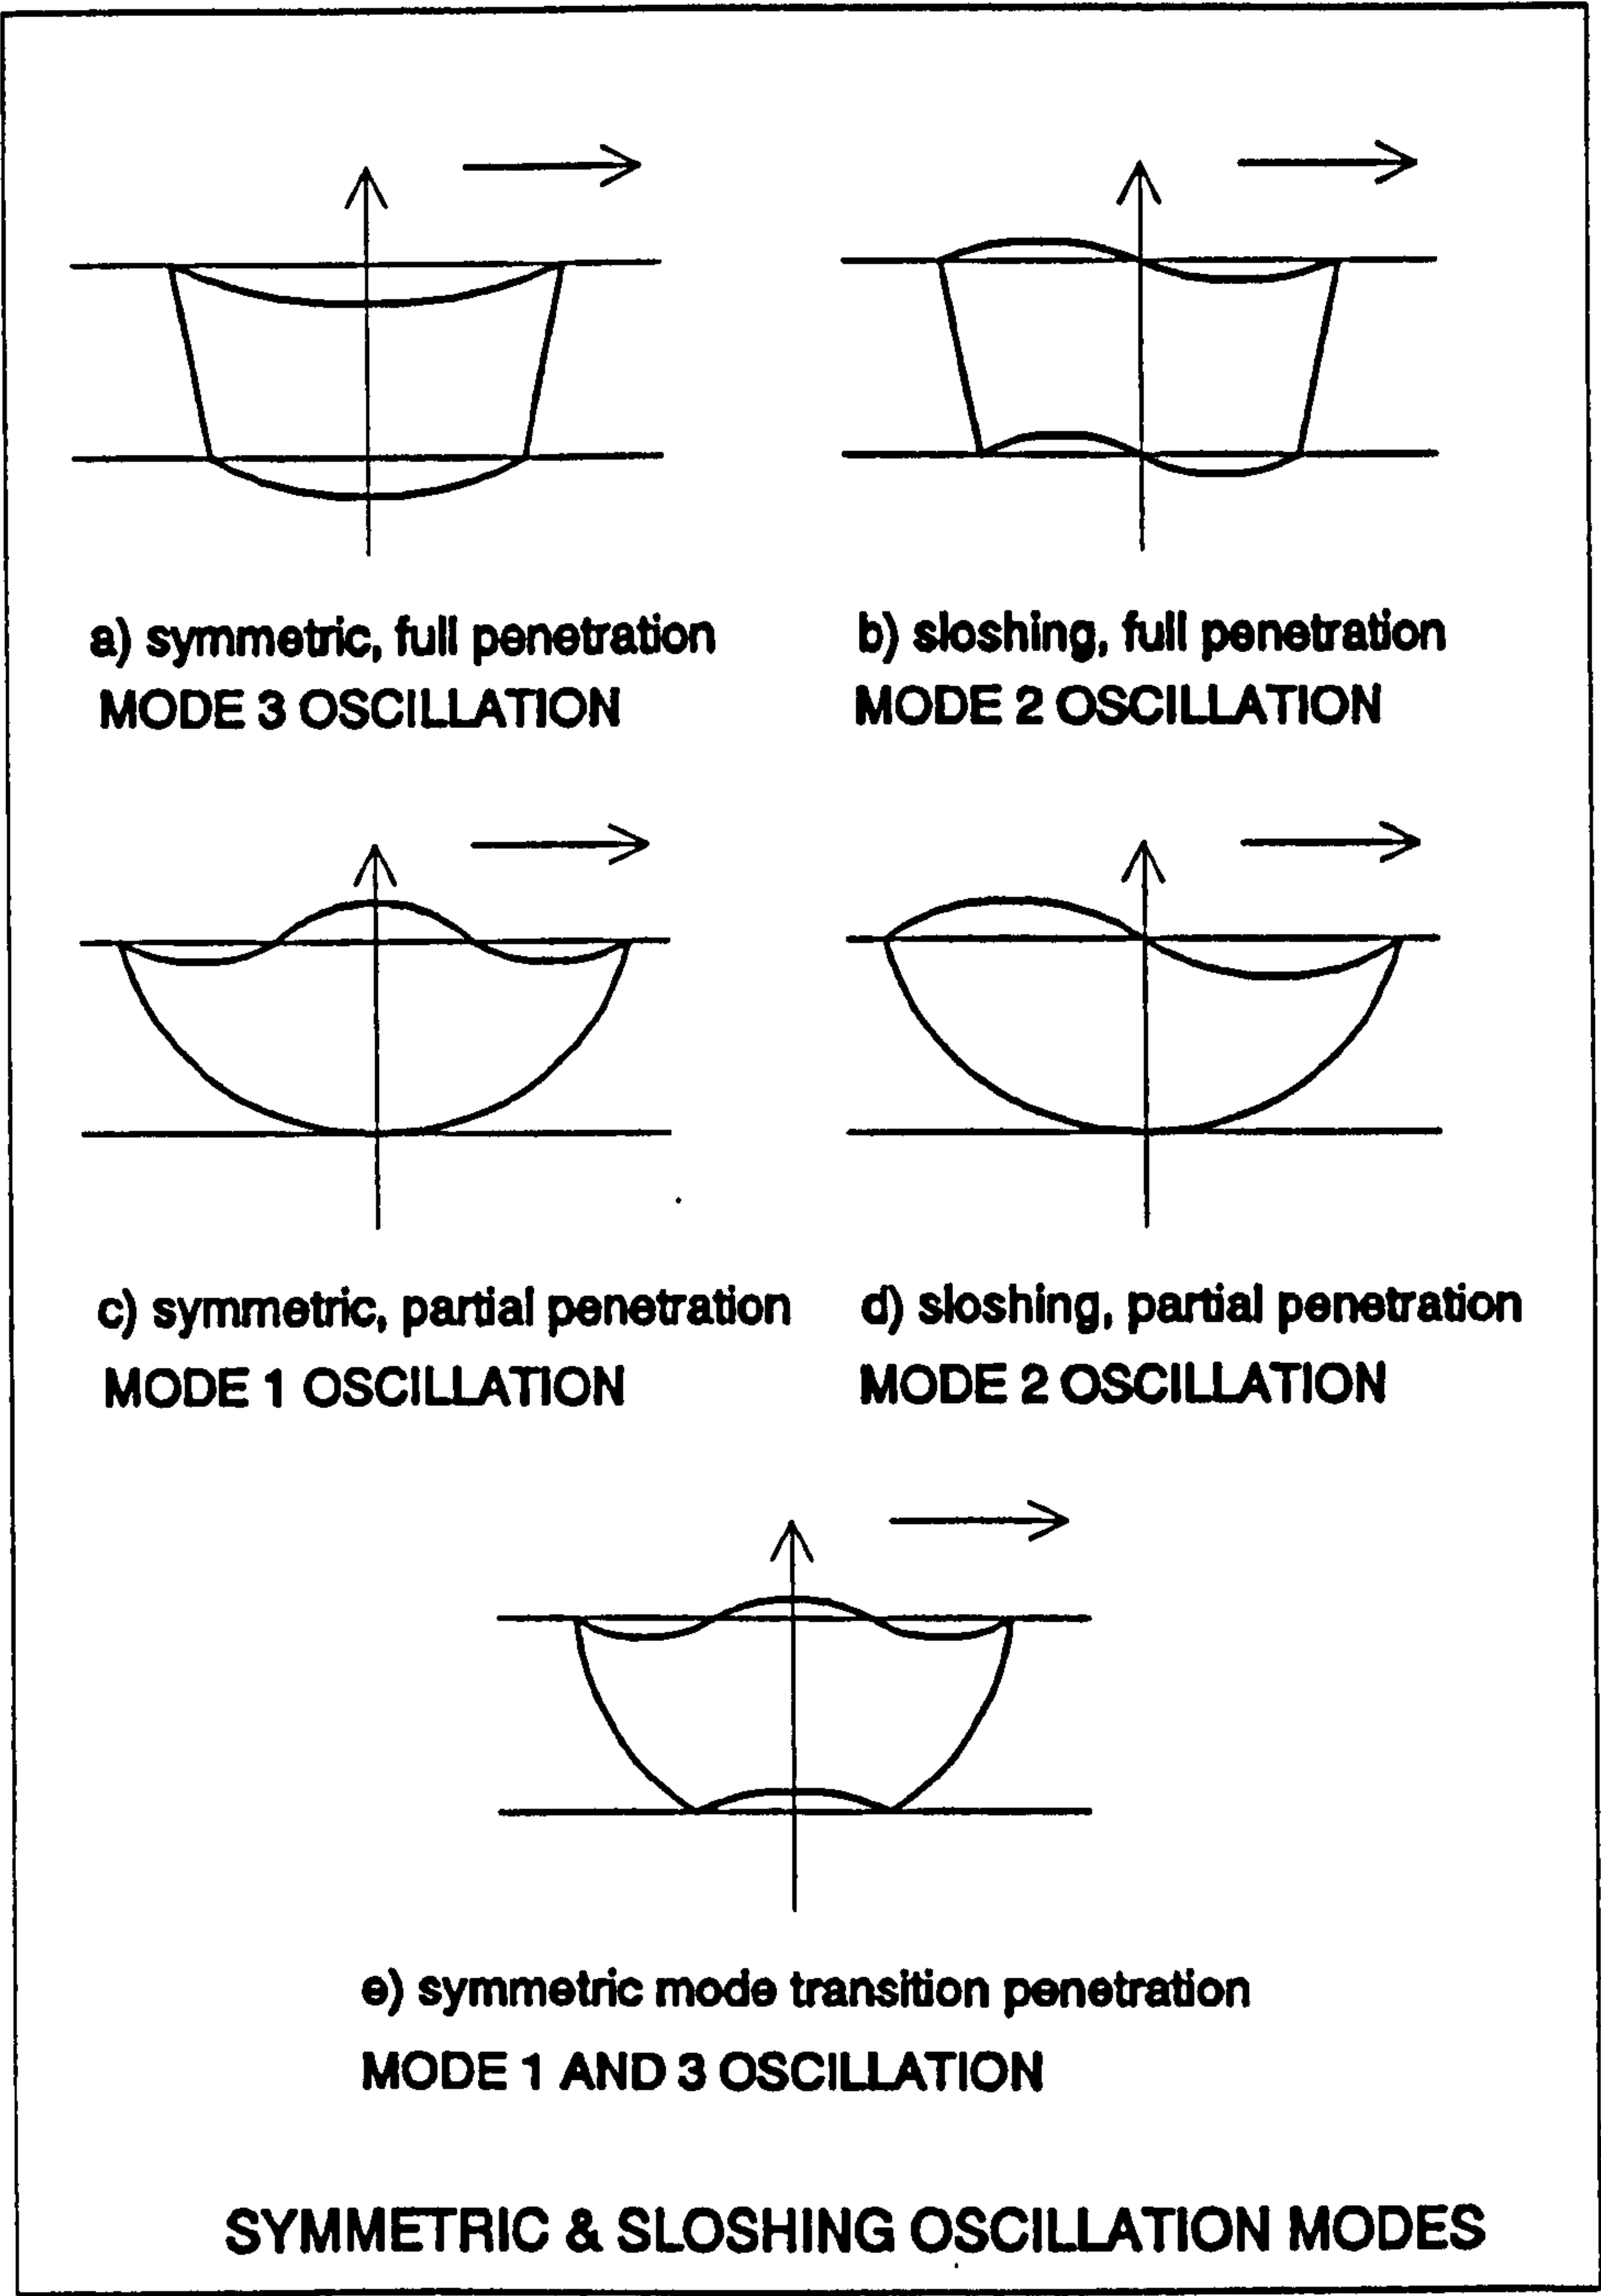 a) symmetric, full penetration
MODE 3 OSCILLATION
b) sloshing, full penetration
MODE 2 OSCILLATION
c) symmetric, partial penetration
MODE 1 OSCILLATION
d) sloshing, partial penetration
MODE 2 OSCILLATION
e) symmetric mode transition penetration
MODE 1 AND 3 OSCILLATION
SYMMETRIC & SLOSHING OSCILLATION MODES